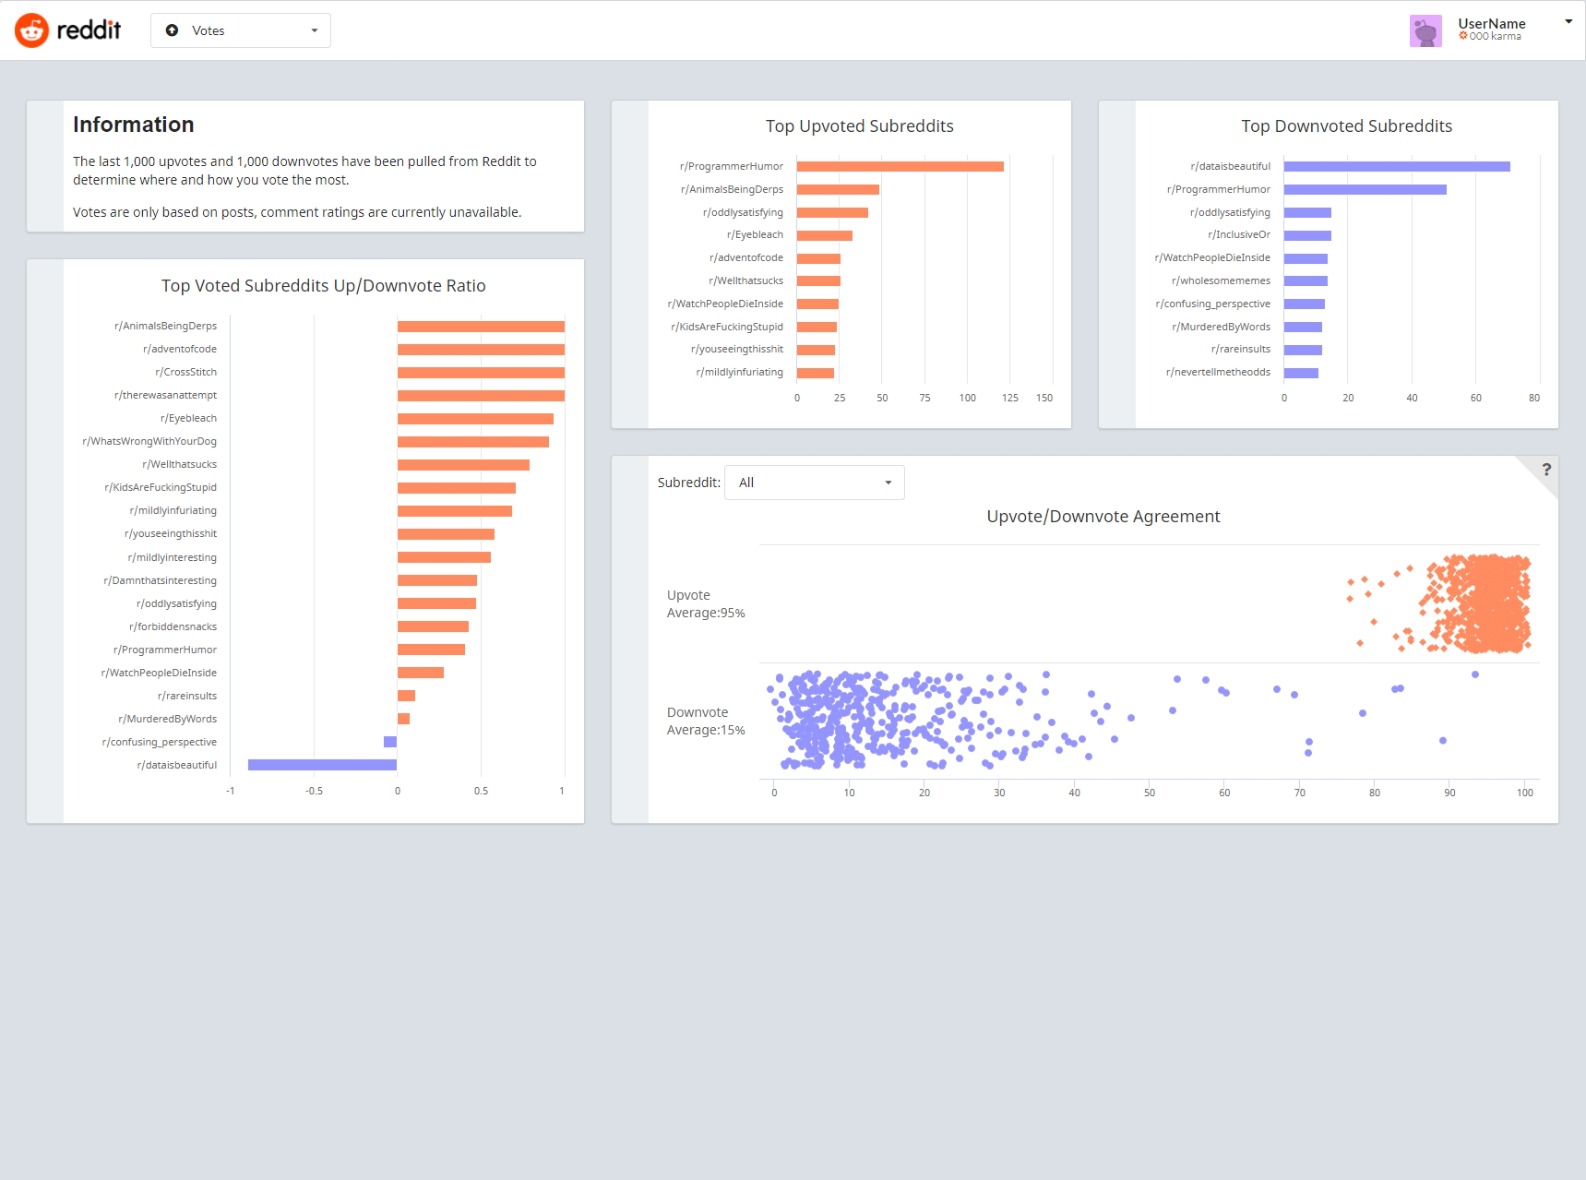 reddit
Votes
UserName
000 karma
Information
The last 1,000 upvotes and 1,000 downvotes have been pulled from Reddit to
determine where and how you vote the most.
Votes are only based on posts, comment ratings are currently unavailable.
Top Voted Subreddits Up/Downvote Ratio
r/AnimalsBeingDerps
r/adventofcode
r/CrossStitch
r/therewasanattempt
r/Eyebleach
r/WhatsWrongWithYourDog
r/Wellthatsucks
r/KidsAreFuckingStupid
r/mildlyinfuriating
r/youseeingthisshit
r/mildlyinteresting
r/Damnthatsinteresting
r/oddlysatisfying
r/forbiddensnacks
r/ProgrammerHumor
r/WatchPeopleDieInside
r/rareinsults
r/MurderedByWords
r/confusing_perspective
r/dataisbeautiful
-1 -0.5 0 0.5 1
Top Upvoted Subreddits
r/ProgrammerHumor
r/AnimalsBeingDerps
r/oddlysatisfying
r/Eyebleach
r/adventofcode
r/Wellthatsucks
r/WatchPeopleDieInside
r/KidsAreFuckingStupid
r/youseeingthisshit
r/mildlyinfuriating
0 25 50 75 100 125 150
Top Downvoted Subreddits
r/dataisbeautiful
r/ProgrammerHumor
r/oddlysatisfying
r/InclusiveOr
r/WatchPeopleDieInside
r/wholesomememes
r/confusing_perspective
r/MurderedByWords
r/rareinsults
r/nevertellmetheodds
0 20 40 60 80
Subreddit: All
?
Upvote/Downvote Agreement
Upvote
Average:95%
Downvote
Average:15%
0 10 20 30 40 50 60 70 80 90 100